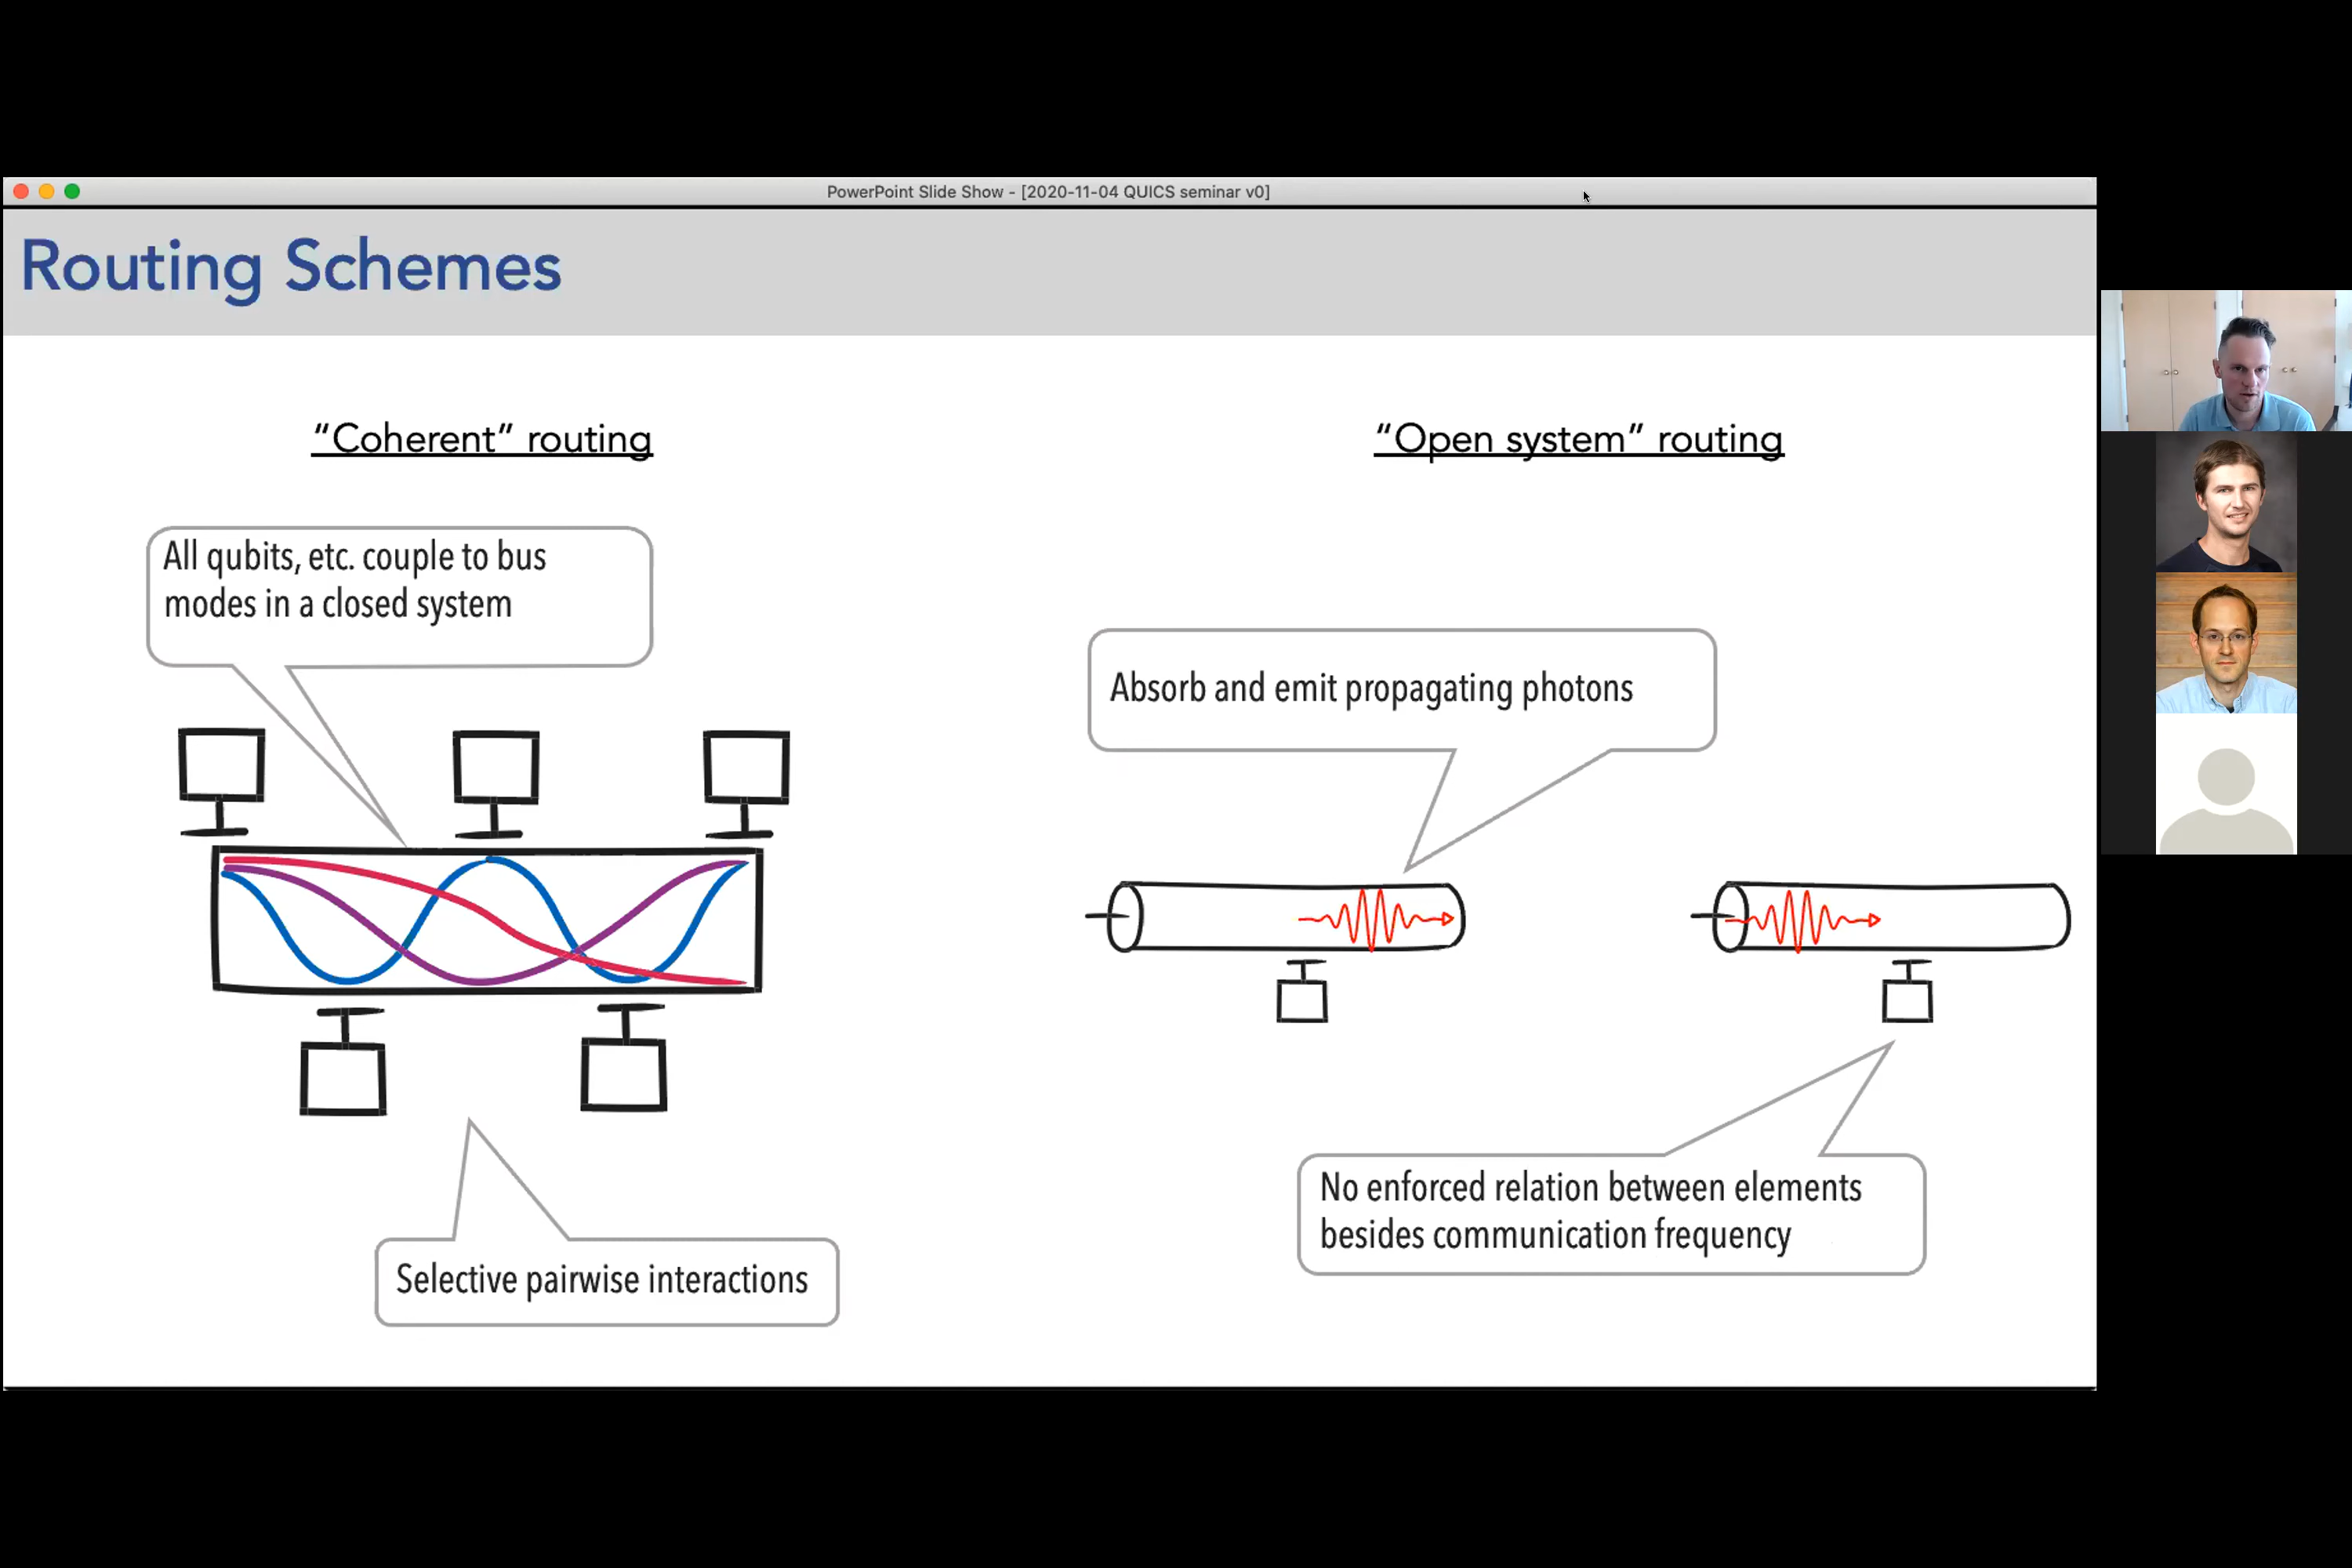 PowerPoint Slide Show - [2020-11-04 QUICS seminar v0]
Routing Schemes
“Coherent” routing
All qubits, etc. couple to bus
modes in a closed system
Selective pairwise interactions
“Open system” routing
Absorb and emit propagating photons
No enforced relation between elements
besides communication frequency